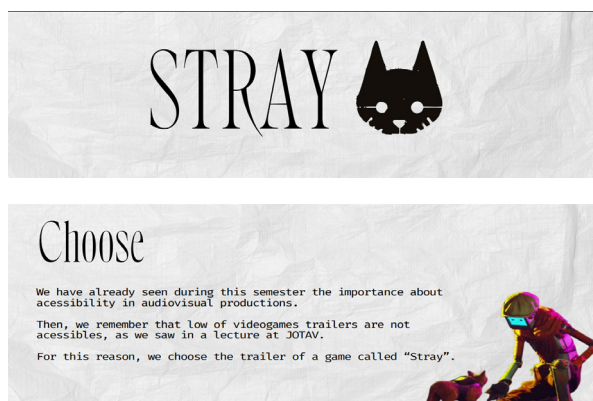 STRAY
Choose
We have already seen during this semester the importance about
acessibility in audiovisual productions.
Then, we remember that low of videogames trailers are not
acessibles, as we saw in a lecture at JOTAV.
For this reason, we choose the trailer of a game called “Stray”.